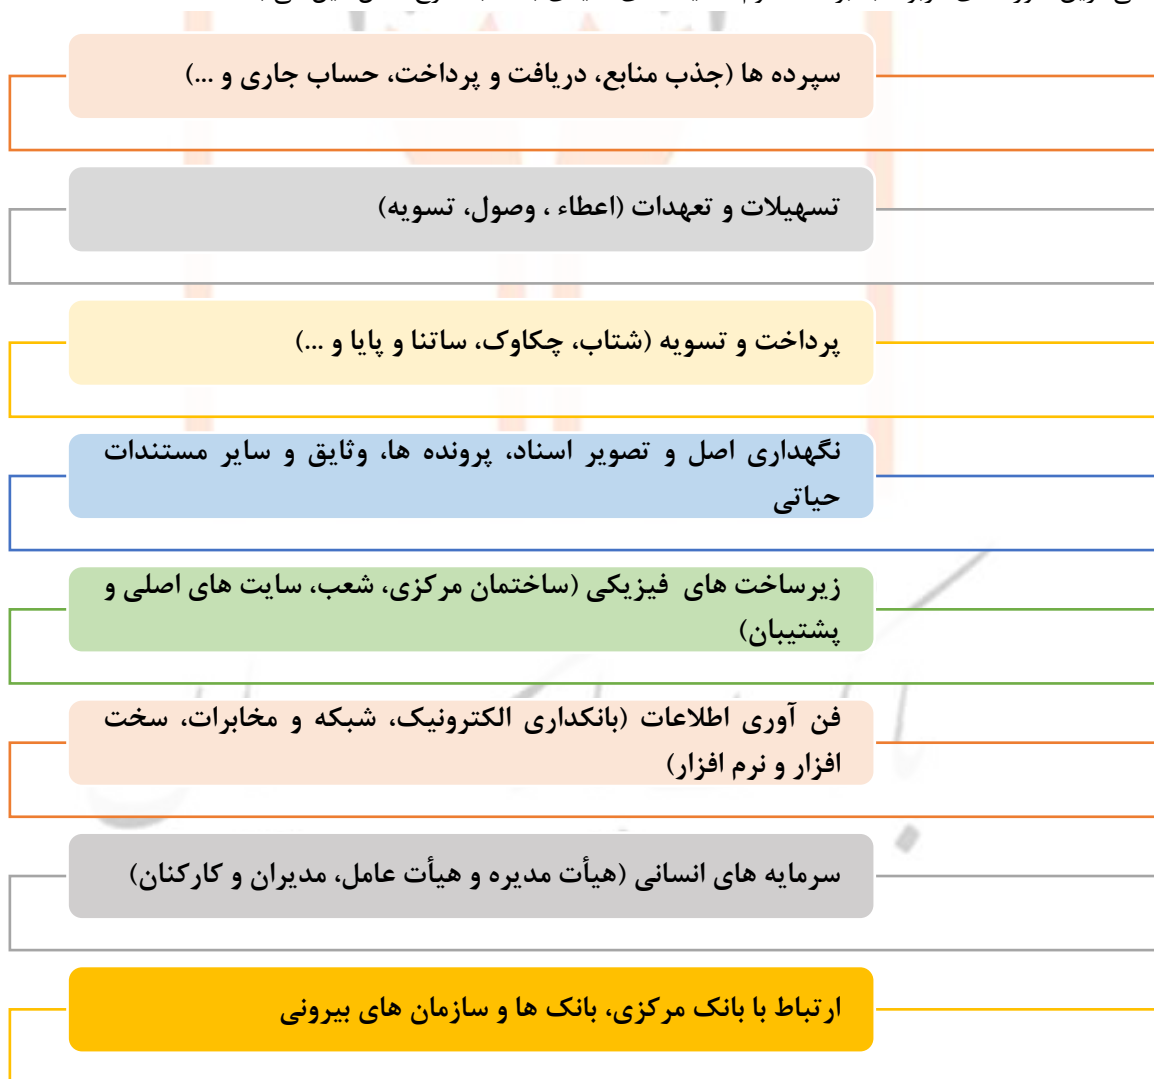 سپرده ها (جذب منابع، دریافت و پرداخت، حساب جاری و ...)
تسهیلات و تعهدات (اعطاء ، وصول، تسویه)
پرداخت و تسویه (شتاب، چکاوک، ساتنا و پایا و ...)
نگهداری اصل و تصویر اسناد، پرونده ها، وثایق و سایر مستندات
حیاتی
زیرساخت های فیزیکی (ساختمان مرکزی، شعب، سایت های اصلی و
پشتیبان)
فن آوری اطلاعات (بانکداری الکترونیک، شبکه و مخابرات، سخت
افزار و نرم افزار)
سرمایه های انسانی (هیأت مدیره و هیأت عامل، مدیران و کارکنان)
ارتباط با بانک مرکزی، بانک ها و سازمان های بیرونی